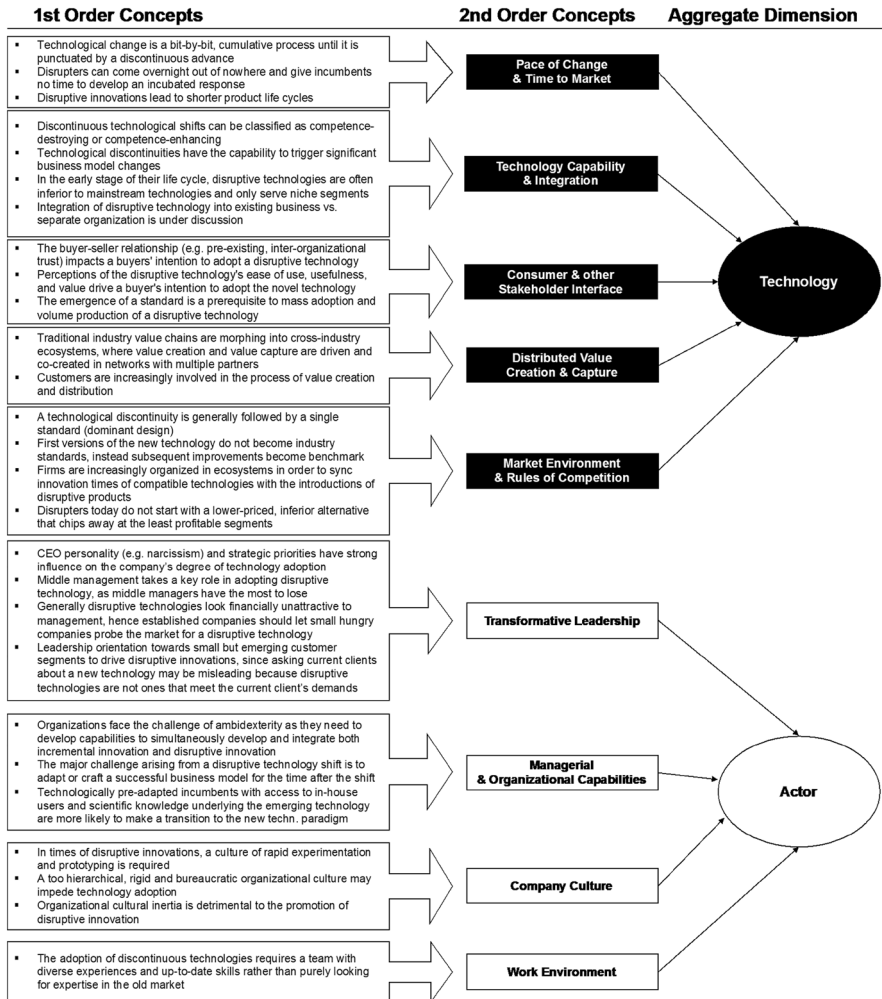 1st Order Concepts
2nd Order Concepts
Aggregate Dimension
▪ Technological change is a bit-by-bit, cumulative process until it is
punctuated by a discontinuous advance
▪ Disrupters can come overnight out of nowhere and give incumbents
no time to develop an incubated response
▪ Disruptive innovations lead to shorter product life cycles
Pace of Change
& Time to Market
▪ Discontinuous technological shifts can be classified as competence-
destroying or competence-enhancing
▪ Technological discontinuities have the capability to trigger significant
business model changes
▪ In the early stage of their life cycle, disruptive technologies are often
inferior to mainstream technologies and only serve niche segments
▪ Integration of disruptive technology into existing business vs.
separate organization is under discussion
Technology Capability
& Integration
▪ The buyer-seller relationship (e.g. pre-existing, inter-organizational
trust) impacts a buyers' intention to adopt a disruptive technology
▪ Perceptions of the disruptive technology's ease of use, usefulness,
and value drive a buyer's intention to adopt the novel technology
▪ The emergence of a standard is a prerequisite to mass adoption and
volume production of a disruptive technology
Consumer & other
Stakeholder Interface
Technology
▪ Traditional industry value chains are morphing into cross-industry
ecosystems, where value creation and value capture are driven and
co-created in networks with multiple partners
▪ Customers are increasingly involved in the process of value creation
and distribution
Distributed Value
Creation & Capture
▪ A technological discontinuity is generally followed by a single
standard (dominant design)
▪ First versions of the new technology do not become industry
standards, instead subsequent improvements become benchmark
▪ Firms are increasingly organized in ecosystems in order to sync
innovation times of compatible technologies with the introductions of
disruptive products
▪ Disrupters today do not start with a lower-priced, inferior alternative
that chips away at the least profitable segments
Market Environment
& Rules of Competition
▪ CEO personality (e.g. narcissism) and strategic priorities have strong
influence on the company's degree of technology adoption
▪ Middle management takes a key role in adopting disruptive
technology, as middle managers have the most to lose
▪ Generally disruptive technologies look financially unattractive to
management, hence established companies should let small hungry
companies probe the market for a disruptive technology
▪ Leadership orientation towards small but emerging customer
segments to drive disruptive innovations, since asking current clients
about a new technology may be misleading because disruptive
technologies are not ones that meet the current client's demands
Transformative Leadership
▪ Organizations face the challenge of ambidexterity as they need to
develop capabilities to simultaneously develop and integrate both
incremental innovation and disruptive innovation
▪ The major challenge arising from a disruptive technology shift is to
adapt or craft a successful business model for the time after the shift
▪ Technologically pre-adapted incumbents with access to in-house
users and scientific knowledge underlying the emerging technology
are more likely to make a transition to the new techn. paradigm
Managerial
& Organizational Capabilities
Actor
▪ In times of disruptive innovations, a culture of rapid experimentation
and prototyping is required
▪ A too hierarchical, rigid and bureaucratic organizational culture may
impede technology adoption
▪ Organizational cultural inertia is detrimental to the promotion of
disruptive innovation
Company Culture
▪ The adoption of discontinuous technologies requires a team with
diverse experiences and up-to-date skills rather than purely looking
for expertise in the old market
Work Environment